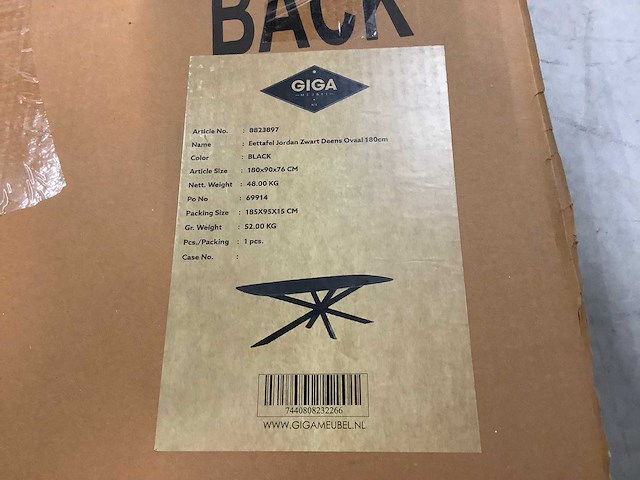 BACK
GIGA
Article No. : 8823897
Name : Eettafel Jordan Zwart Deens Ovaal 180cm
Color : BLACK
Article Size : 180x90x76 CM
Nett. Weight : 48.00 KG
Po No : 69914
Packing Size : 185X95X15 CM
Gr. Weight : 52.00 KG
Pcs./Packing : 1 pcs.
Case No. :
7440808232266
WWW.GIGAMEUBEL.NL